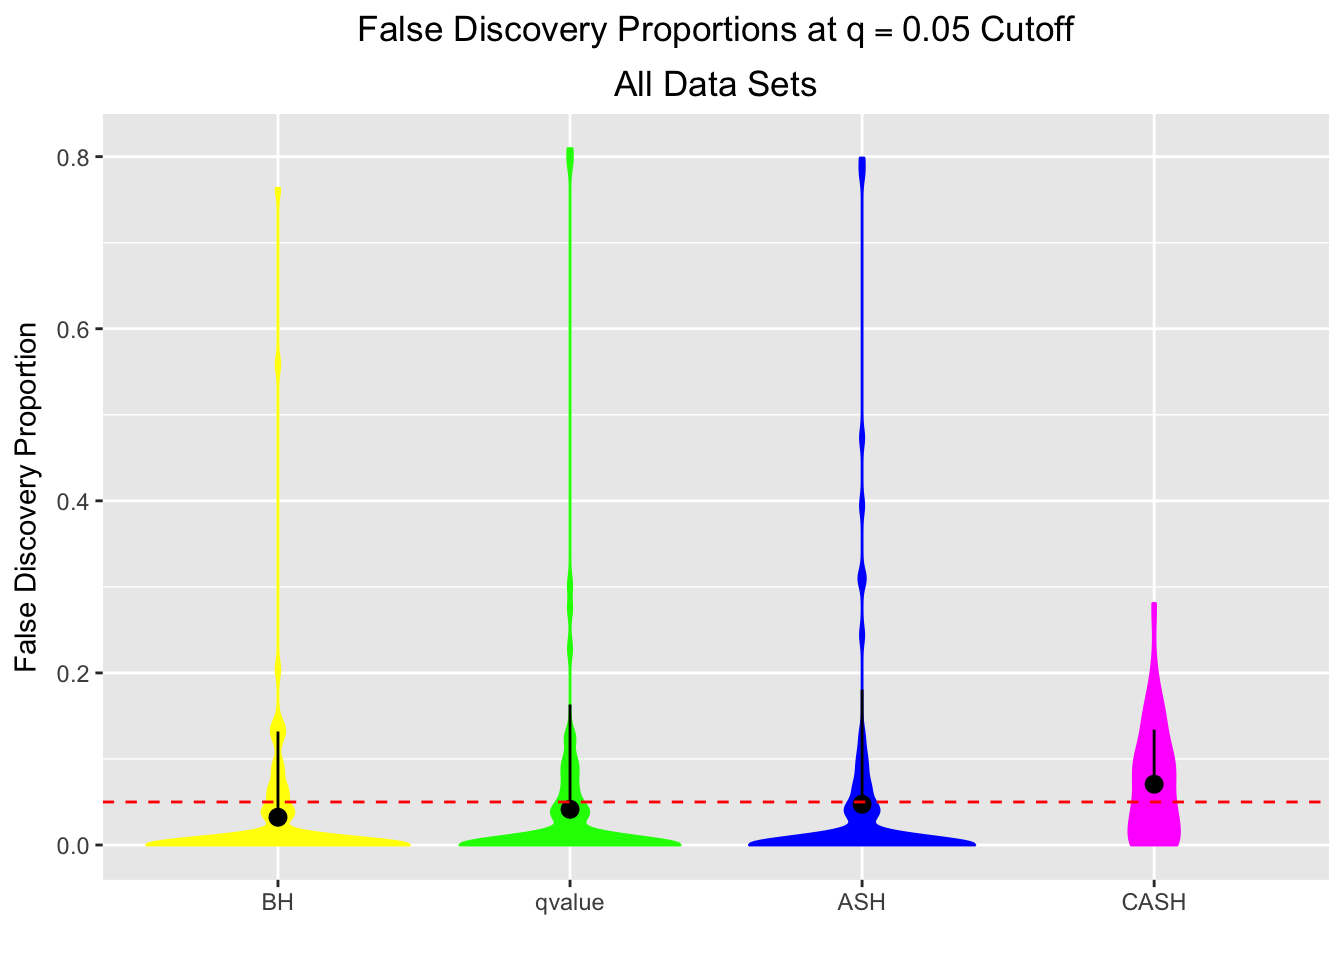 False Discovery Proportions at q = 0.05 Cutoff
All Data Sets
False Discovery Proportion
0.8
0.6
0.4
0.2
0.0
BH
qvalue
ASH
CASH